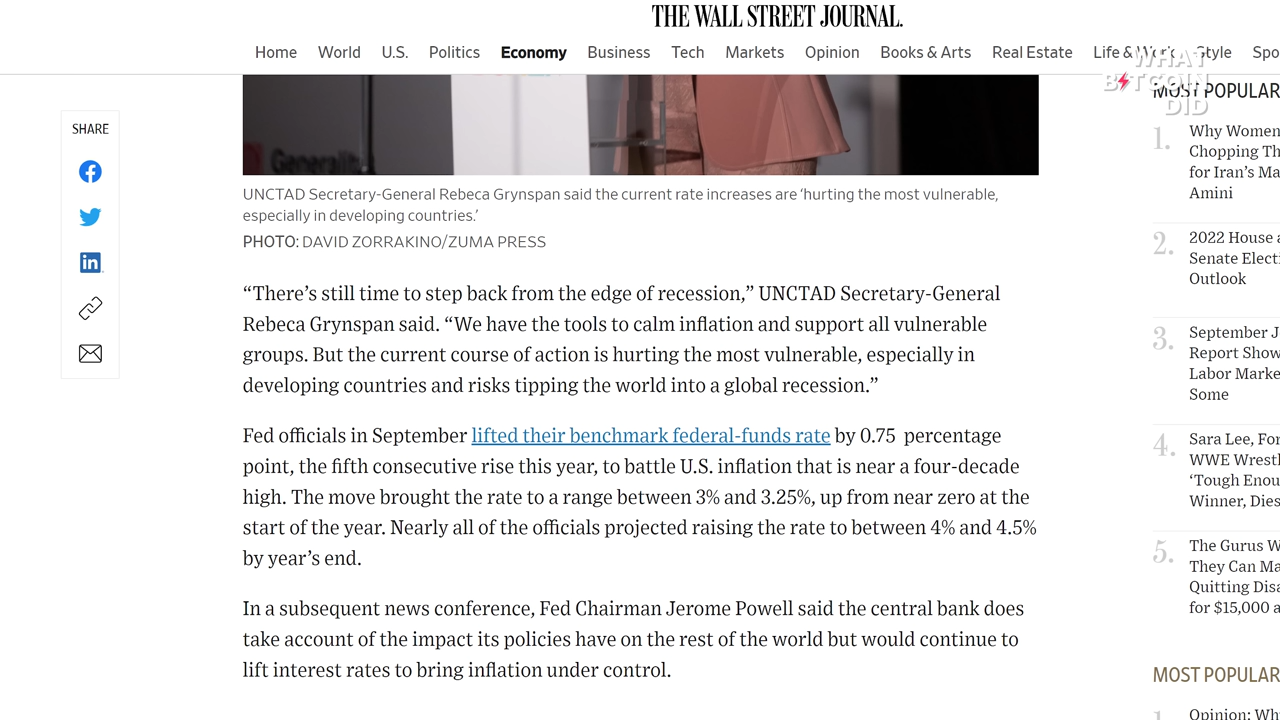 THE WALL STREET JOURNAL.
Home World U.S. Politics Economy Business Tech Markets Opinion Books & Arts Real Estate Life & Work Style
WHAT
BTCOIN
DID
SHARE
in
Generalit
UNCTAD Secretary-General Rebeca Grynspan said the current rate increases are ‘hurting the most vulnerable,
especially in developing countries.’
PHOTO: DAVID ZORRAKINO/ZUMA PRESS
“There’s still time to step back from the edge of recession,” UNCTAD Secretary-General
Rebeca Grynspan said. “We have the tools to calm inflation and support all vulnerable
groups. But the current course of action is hurting the most vulnerable, especially in
developing countries and risks tipping the world into a global recession.”
Fed officials in September lifted their benchmark federal-funds rate by 0.75 percentage
point, the fifth consecutive rise this year, to battle U.S. inflation that is near a four-decade
high. The move brought the rate to a range between 3% and 3.25%, up from near zero at the
start of the year. Nearly all of the officials projected raising the rate to between 4% and 4.5%
by year’s end.
In a subsequent news conference, Fed Chairman Jerome Powell said the central bank does
take account of the impact its policies have on the rest of the world but would continue to
lift interest rates to bring inflation under control.
MOST POPULAR
1.
Why Women
Chopping Th
for Iran’s Ma
Amini
2.
2022 House a
Senate Electi
Outlook
3.
September J
Report Show
Labor Marke
Some
4.
Sara Lee, For
WWE Wrestl
‘Tough Enou
Winner, Dies
5.
The Gurus W
They Can Ma
Quitting Disa
for $15,000 a
MOST POPULAR
1.
Opinion: Wh